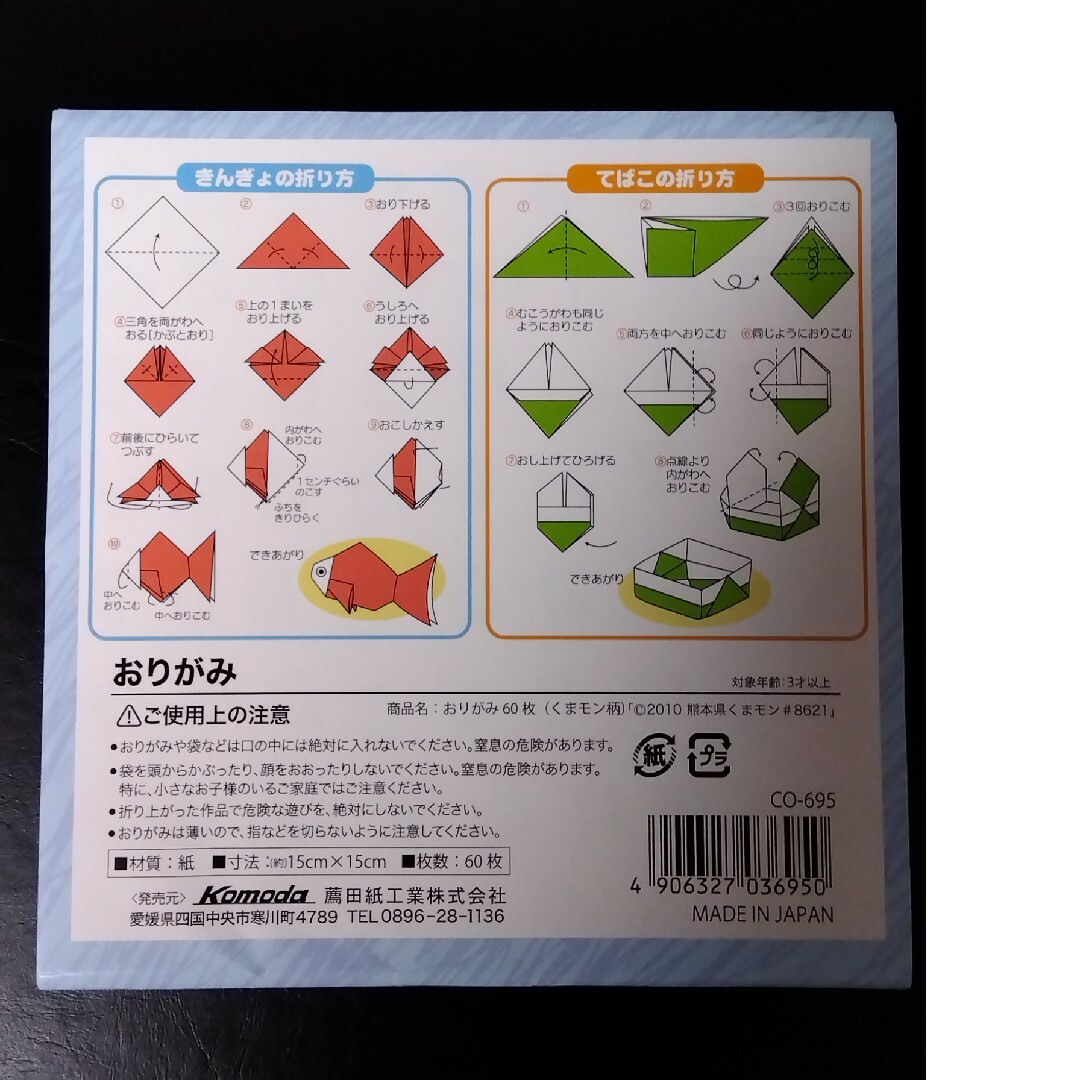 きんぎょの折り方
①
②
③おり下げる
④三角を両がわへ
おる[かぶとおり]
⑤上の1まいを
おり上げる
⑥うしろへ
おり上げる
⑦前後にひらいて
つぶす
⑧
内がわへ
おりこむ
1センチぐらい
のこす
ふちを
きりひらく
⑨おこしかえす
⑩
中へ
おりこむ
中へおりこむ
できあがり
てばこの折り方
①
②
③3回おりこむ
④むこうがわも同じ
ようにおりこむ
⑤両方を中へおりこむ
⑥同じようにおりこむ
⑦おし上げてひろげる
⑧点線より
内がわへ
おりこむ
できあがり
おりがみ
対象年齢:3才以上
⚠ご使用上の注意
商品名：おりがみ60枚（くまモン柄）「©2010 熊本県くまモン#8621」
●おりがみや袋などは口の中には絶対に入れないでください。窒息の危険があります。
●袋を頭からかぶったり、顔をおおったりしないでください。窒息の危険があります。
特に、小さなお子様のいるご家庭ではご注意ください。
●折り上がった作品で危険な遊びを、絶対にしないでください。
●おりがみは薄いので、指などを切らないように注意してください。
紙
プラ
■材質：紙 ■寸法：(約)15cm×15cm ■枚数：60枚
〈発売元〉 Komoda 薦田紙工業株式会社
愛媛県四国中央市寒川町4789 TEL 0896-28-1136
CO-695
4 906327 036950
MADE IN JAPAN